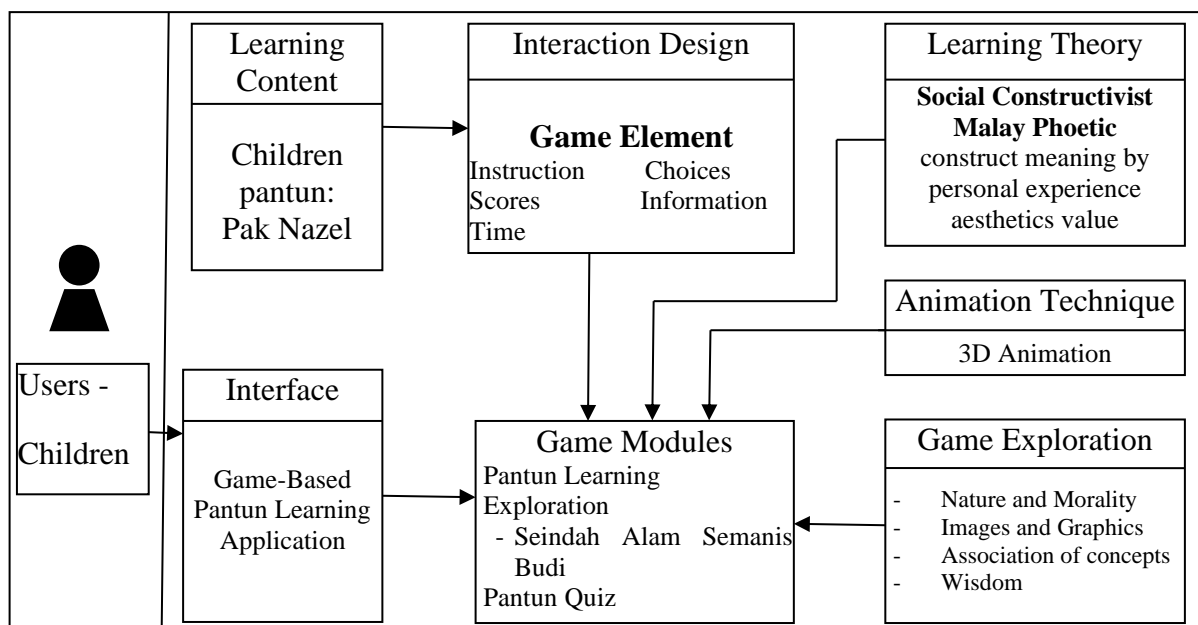 Learning
Content
Children
pantun:
Pak Nazel
Interaction Design
Game Element
Instruction Choices
Scores Information
Time
Learning Theory
Social Constructivist
Malay Phoetic
construct meaning by
personal experience
aesthetics value
Animation Technique
3D Animation
Users -
Children
Interface
Game-Based
Pantun Learning
Application
Game Modules
Pantun Learning
Exploration
- Seindah Alam Semanis
Budi
Pantun Quiz
Game Exploration
- Nature and Morality
- Images and Graphics
- Association of concepts
- Wisdom